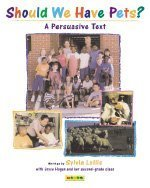 Should We Have Pets?
A Persuasive Text
Written by Sylvia Lollis
with Joyce Hogan and her second-grade class